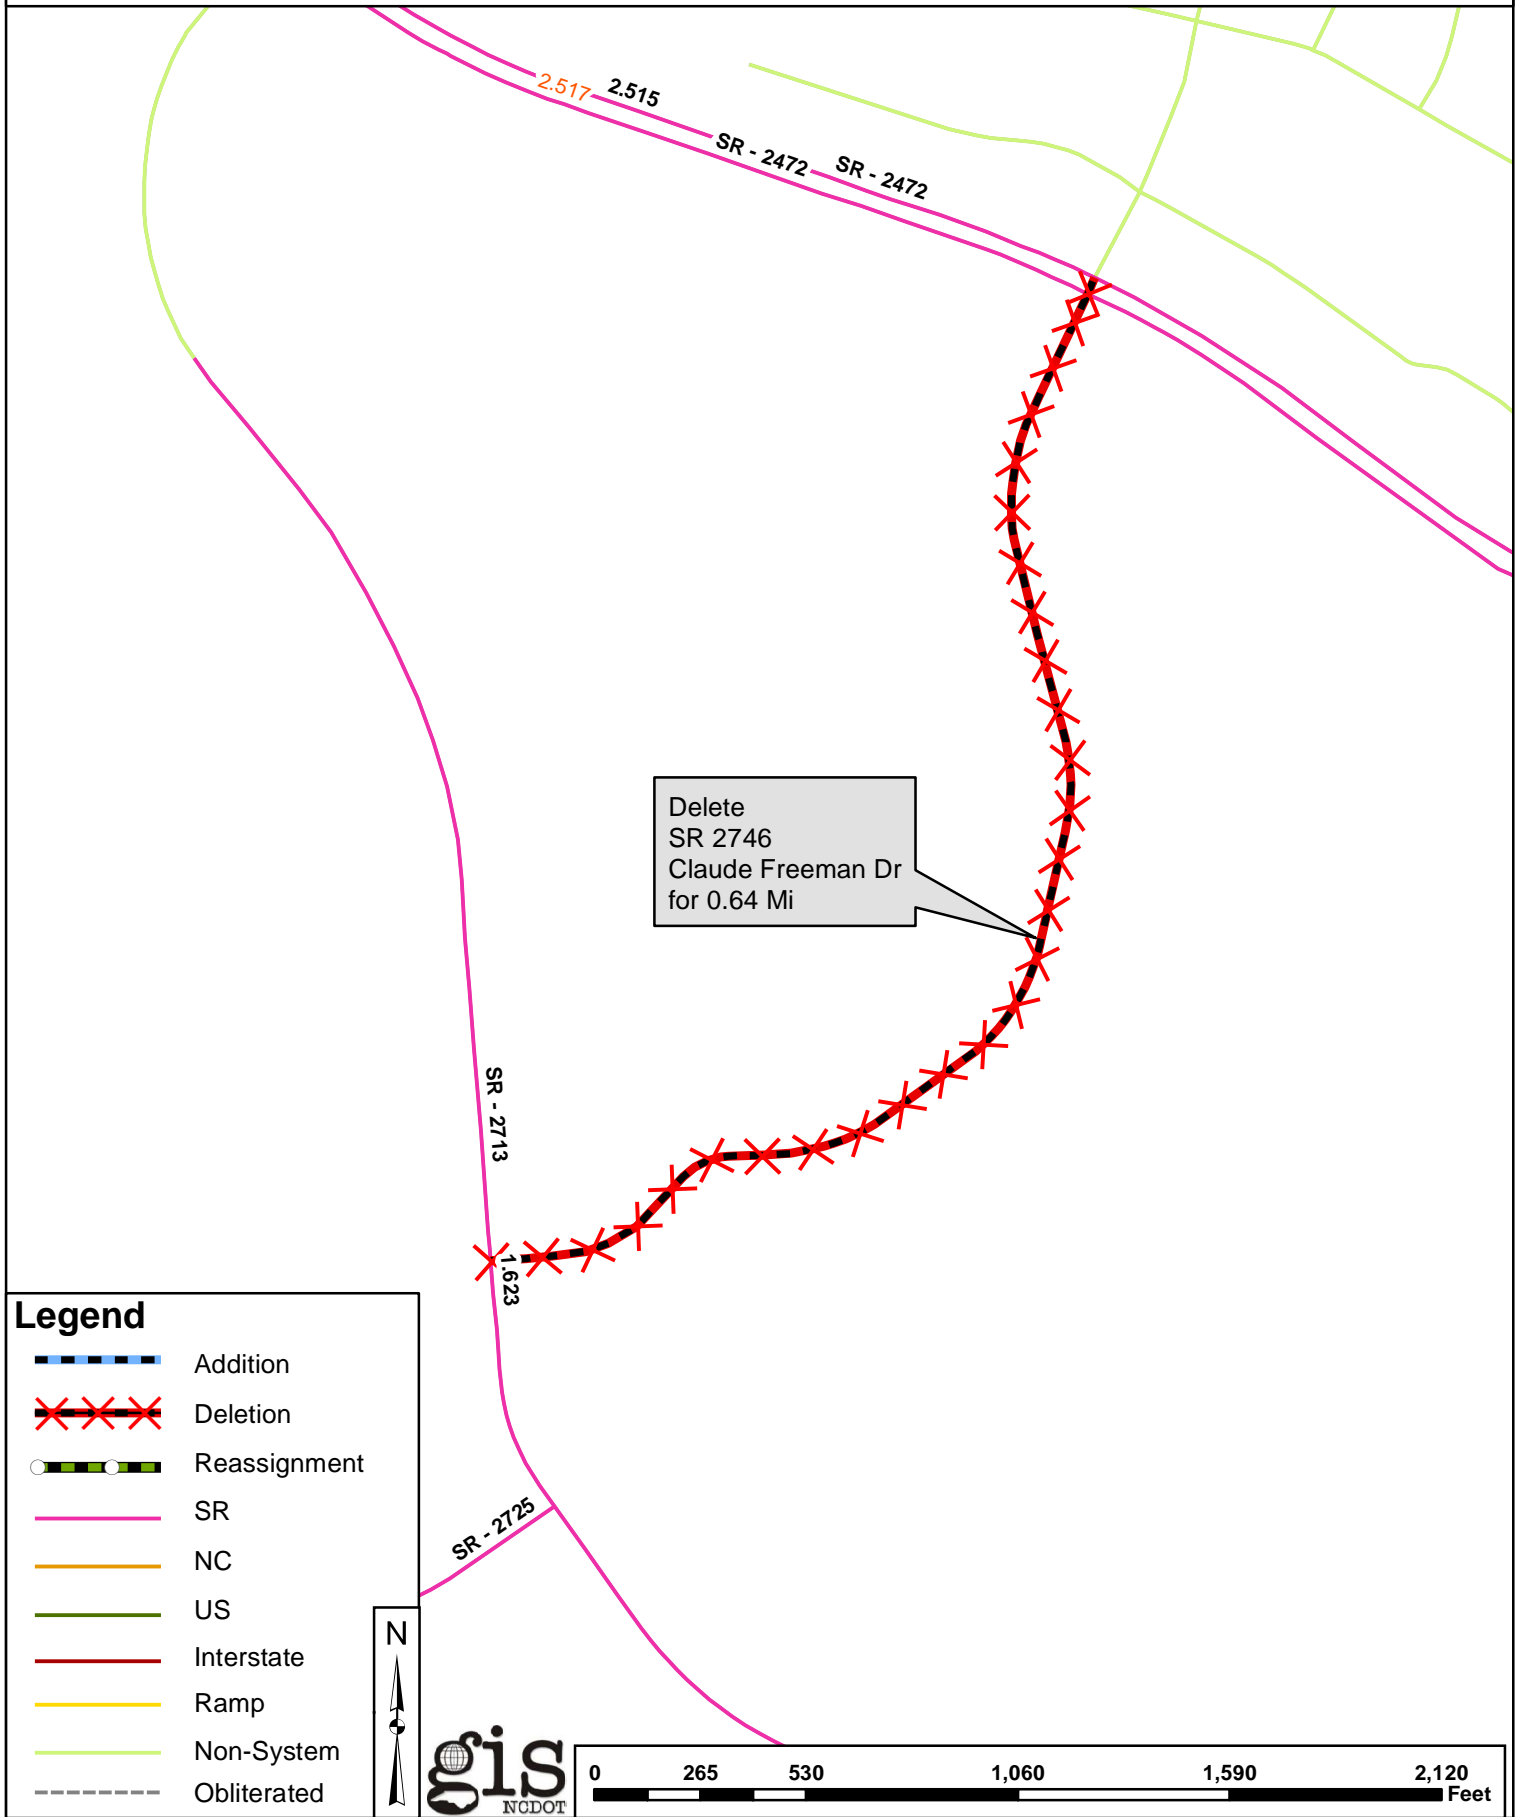 2.517
2.515
SR - 2472
SR - 2472
Delete
SR 2746
Claude Freeman Dr
for 0.64 Mi
SR - 2713
1.623
SR - 2725
Legend
Addition
Deletion
Reassignment
SR
NC
US
Interstate
Ramp
Non-System
Obliterated
N
gis
NCDOT
0 265 530 1,060 1,590 2,120
Feet